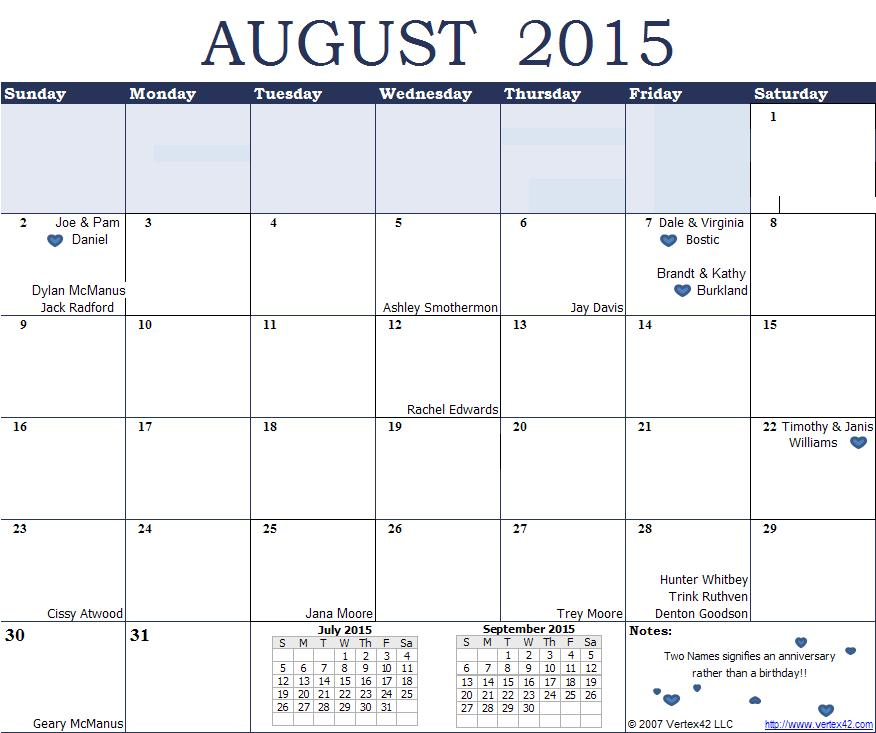 AUGUST 2015
Sunday Monday Tuesday Wednesday Thursday Friday Saturday
1
2 Joe & Pam
Daniel
Dylan McManus
Jack Radford
3
4
5
Ashley Smothermon
6
Jay Davis
7 Dale & Virginia
Bostic
Brandt & Kathy
Burkland
8
9
10
11
12
Rachel Edwards
13
14
15
16
17
18
19
20
21
22 Timothy & Janis
Williams
23
Cissy Atwood
24
25
Jana Moore
26
27
Trey Moore
28
Hunter Whitbey
Trink Ruthven
Denton Goodson
29
30
Geary McManus
31
July 2015
S M T W Th F Sa
1 2 3 4
5 6 7 8 9 10 11
12 13 14 15 16 17 18
19 20 21 22 23 24 25
26 27 28 29 30 31
September 2015
S M T W Th F Sa
1 2 3 4 5
6 7 8 9 10 11 12
13 14 15 16 17 18 19
20 21 22 23 24 25 26
27 28 29 30
Notes:
Two Names signifies an anniversary
rather than a birthday!!
© 2007 Vertex42 LLC http://www.vertex42.com